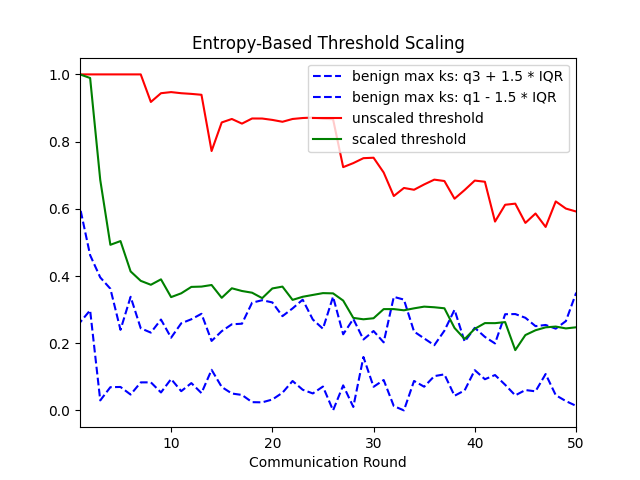 Entropy-Based Threshold Scaling
benign max ks: q3 + 1.5 * IQR
benign max ks: q1 - 1.5 * IQR
unscaled threshold
scaled threshold
1.0
0.8
0.6
0.4
0.2
0.0
10 20 30 40 50
Communication Round